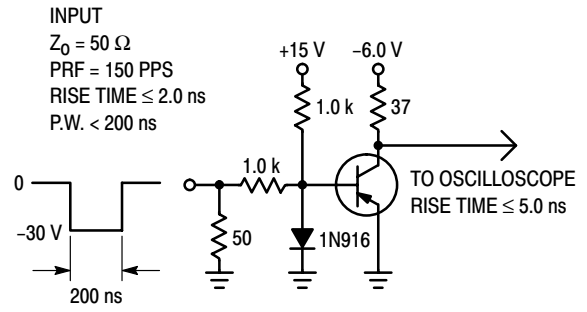 INPUT
Zo = 50 Ω
PRF = 150 PPS
RISE TIME ≤ 2.0 ns
P.W. < 200 ns
+15 V
−6.0 V
1.0 k
37
1.0 k
0
−30 V
50
1N916
200 ns
TO OSCILLOSCOPE
RISE TIME ≤ 5.0 ns